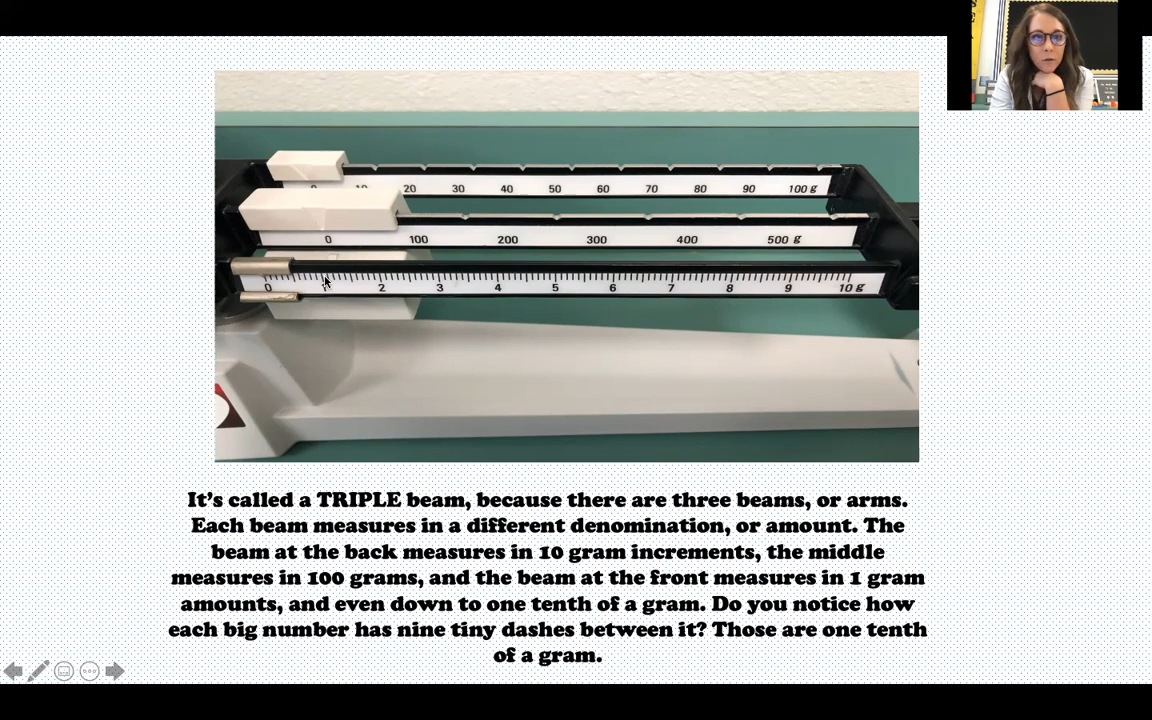 20 30 40 50 60 70 80 90 100 g
0 100 200 300 400 500 g
0 2 3 4 5 6 7 8 9 10 g
It's called a TRIPLE beam, because there are three beams, or arms.
Each beam measures in a different denomination, or amount. The
beam at the back measures in 10 gram increments, the middle
measures in 100 grams, and the beam at the front measures in 1 gram
amounts, and even down to one tenth of a gram. Do you notice how
each big number has nine tiny dashes between it? Those are one tenth
of a gram.